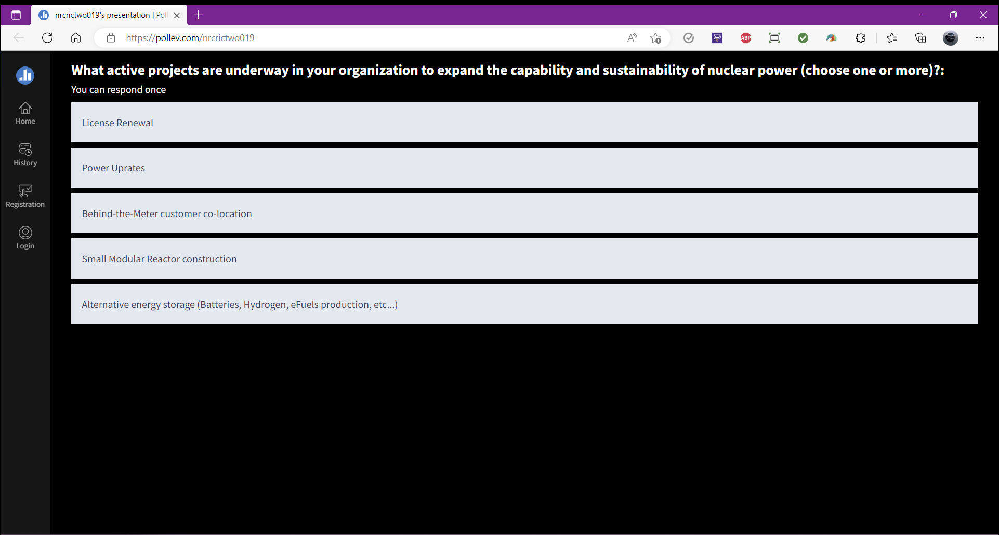 nrcrictwo019's presentation | Pol
https://pollev.com/nrcrictwo019
A
ABP
What active projects are underway in your organization to expand the capability and sustainability of nuclear power (choose one or more)?:
You can respond once
Home
History
Registration
Login
License Renewal
Power Uprates
Behind-the-Meter customer co-location
Small Modular Reactor construction
Alternative energy storage (Batteries, Hydrogen, eFuels production, etc...)